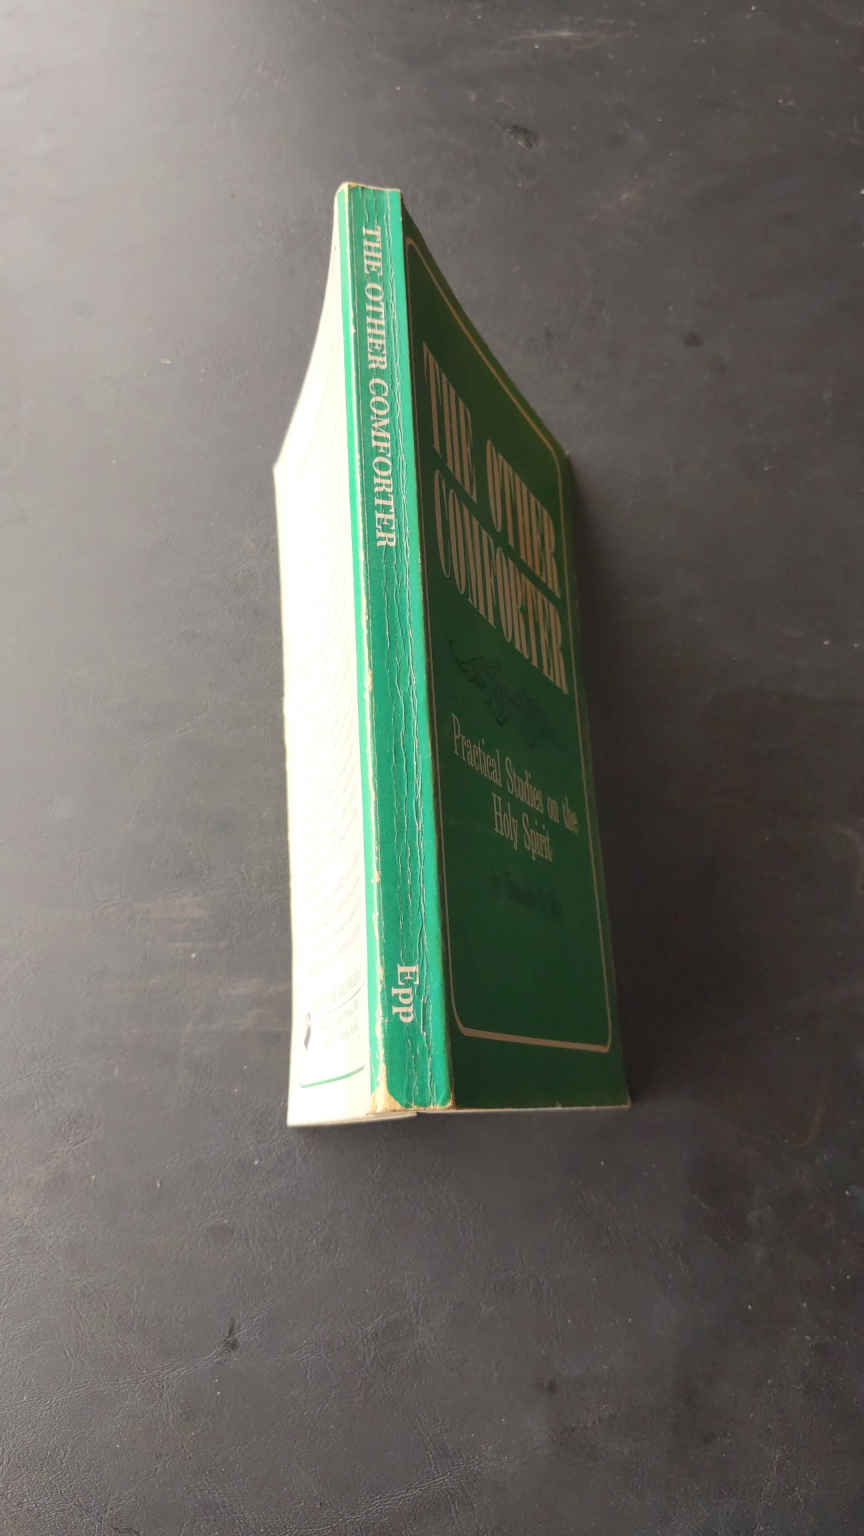 THE OTHER COMFORTER
Epp
THE OTHER
COMFORTER
Practical Studies on the
Holy Spirit